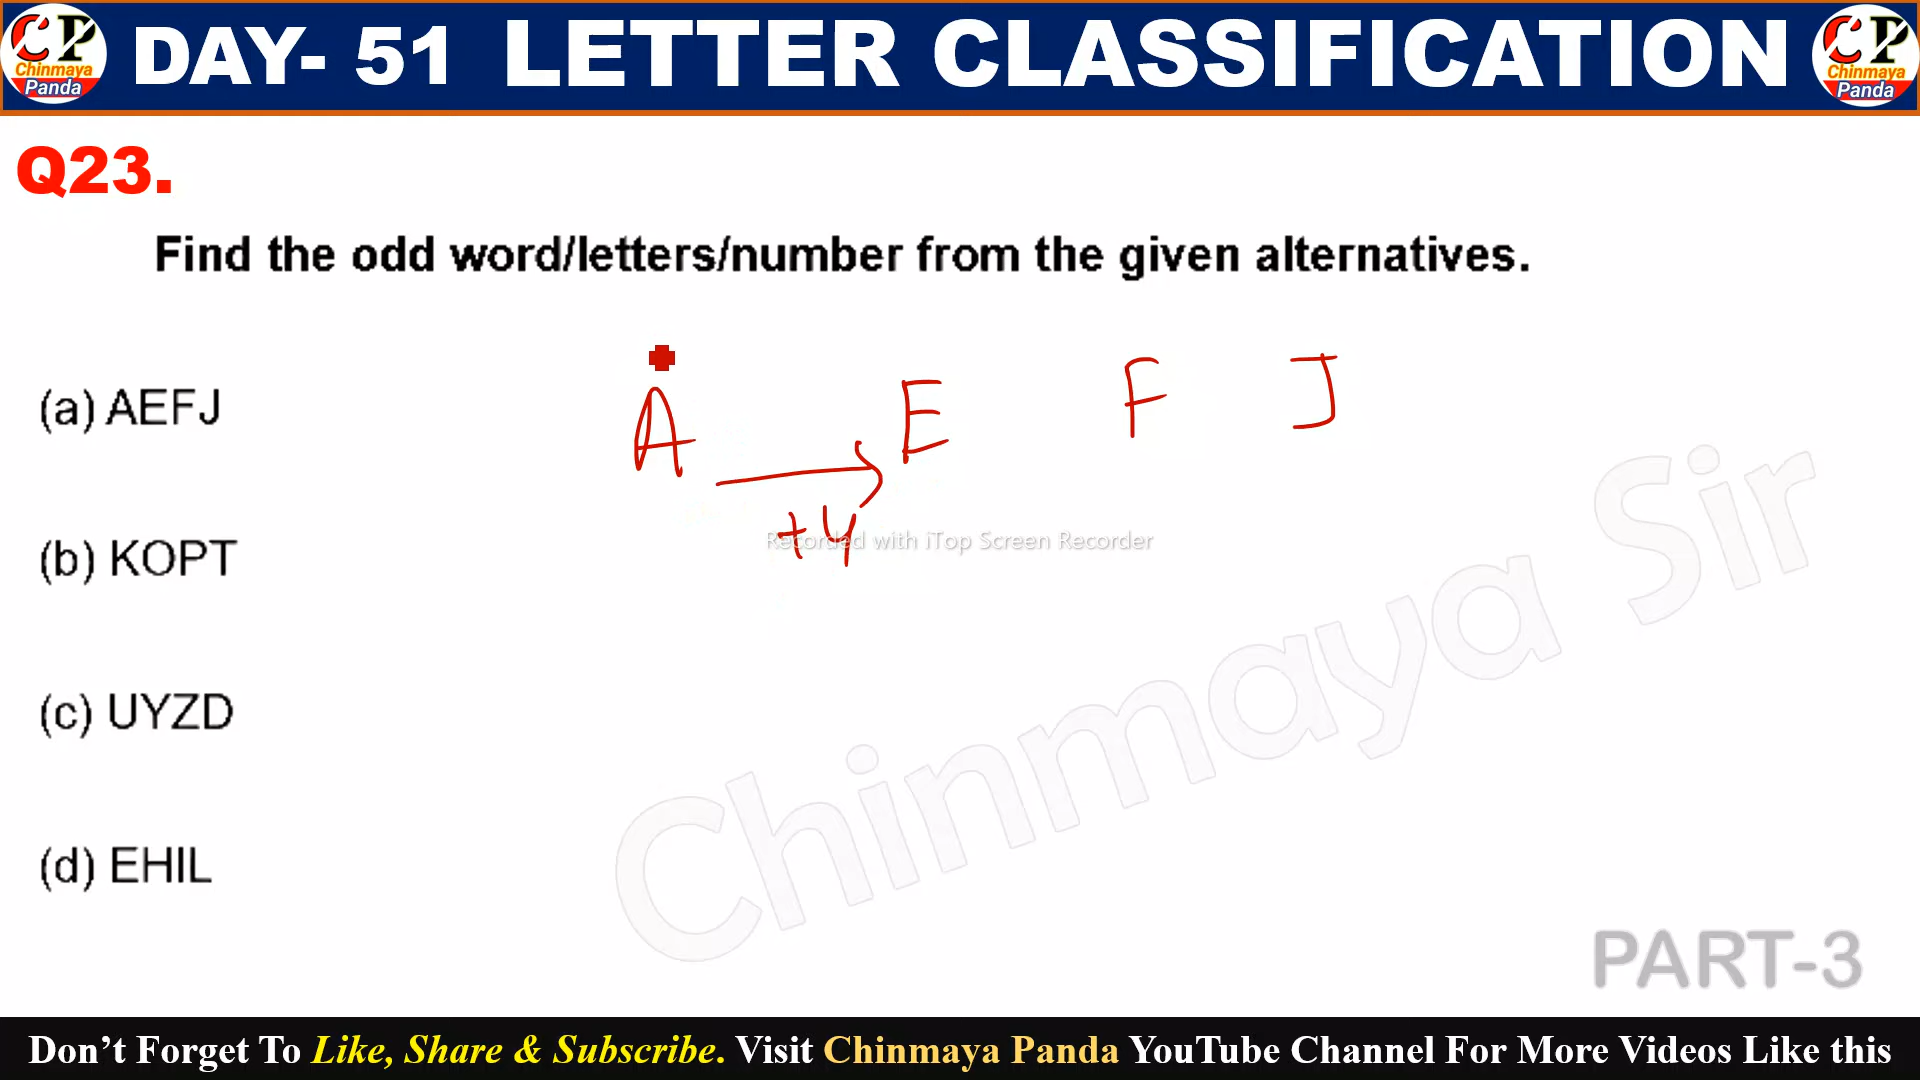 CP Chinmaya Panda DAY- 51 LETTER CLASSIFICATION CP Chinmaya Panda
Q23.
Find the odd word/letters/number from the given alternatives.
(a) AEFJ
A E F J
+4
Recorded with iTop Screen Recorder
(b) KOPT
(c) UYZD
(d) EHIL
Chinmaya Sir
PART-3
Don’t Forget To Like, Share & Subscribe. Visit Chinmaya Panda YouTube Channel For More Videos Like this